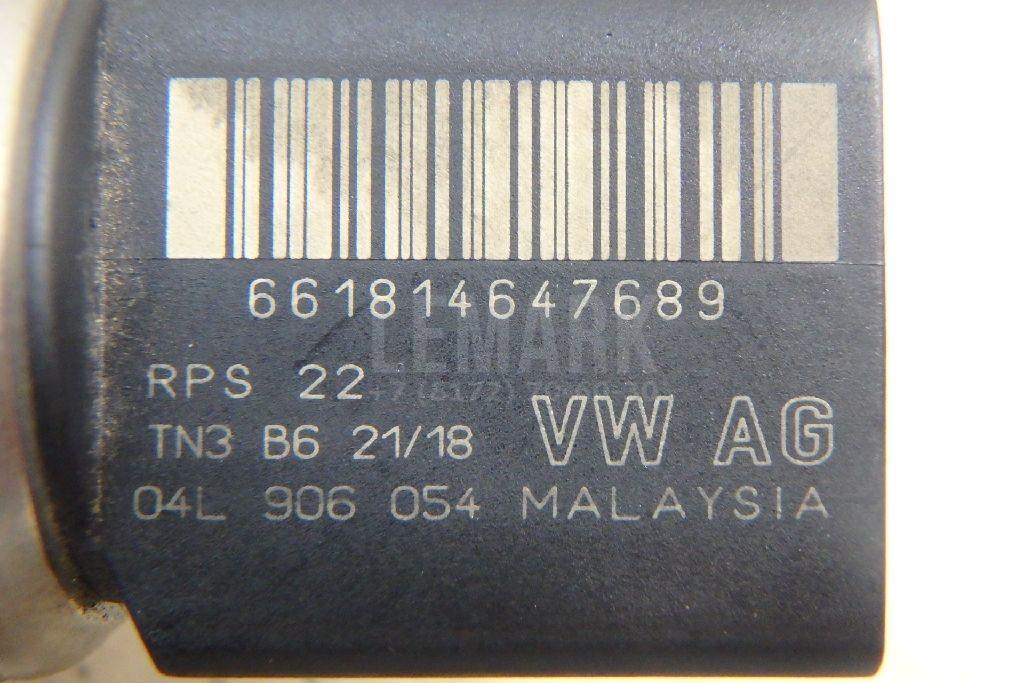 661814647689
LEMARK
RPS 22
VW AG
TN3 B6 21/18
04L 906 054 MALAYSIA